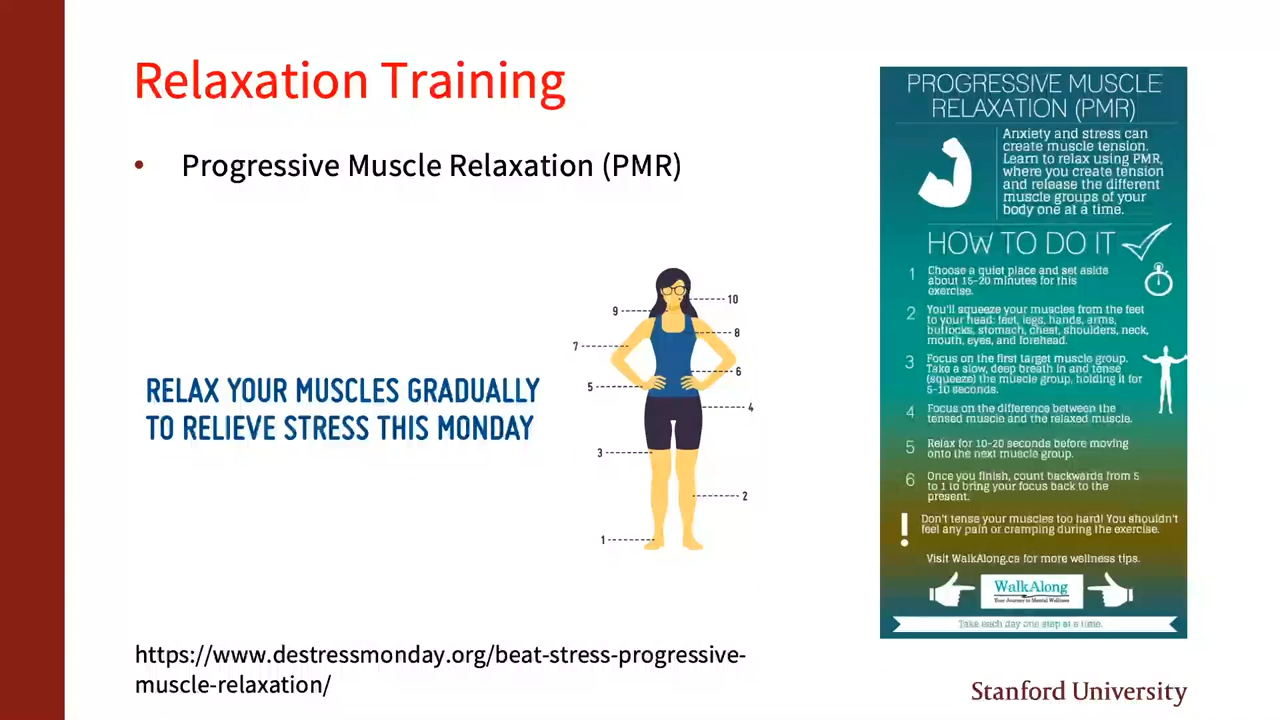 Relaxation Training
• Progressive Muscle Relaxation (PMR)
RELAX YOUR MUSCLES GRADUALLY
TO RELIEVE STRESS THIS MONDAY
10
9
8
7
6
5
4
3
2
1
https://www.destressmonday.org/beat-stress-progressive-
muscle-relaxation/
PROGRESSIVE MUSCLE
RELAXATION (PMR)
Anxiety and stress can
create muscle tension.
Learn to relax using PMR,
where you create tension
and release the different
muscle groups of your
body one at a time.
HOW TO DO IT
1 Choose a quiet place and set aside
about 15-20 minutes for this
exercise.
2 You'll squeeze your muscles from the feet
to your head: feet, legs, hands, arms,
buttocks, stomach, chest, shoulders, neck,
mouth, eyes, and forehead.
3 Focus on the first target muscle group.
Take a slow, deep breath in and tense
(squeeze) the muscle group, holding it for
5-10 seconds.
4 Focus on the difference between the
tensed muscle and the relaxed muscle.
5 Relax for 10-20 seconds before moving
onto the next muscle group.
6 Once you finish, count backwards from 5
to 1 to bring your focus back to the
present.
! Don't tense your muscles too hard! You shouldn't
feel any pain or cramping during the exercise.
Visit WalkAlong.ca for more wellness tips.
WalkAlong
Your Journey to Mental Wellness
Take each day one step at a time.
Stanford University